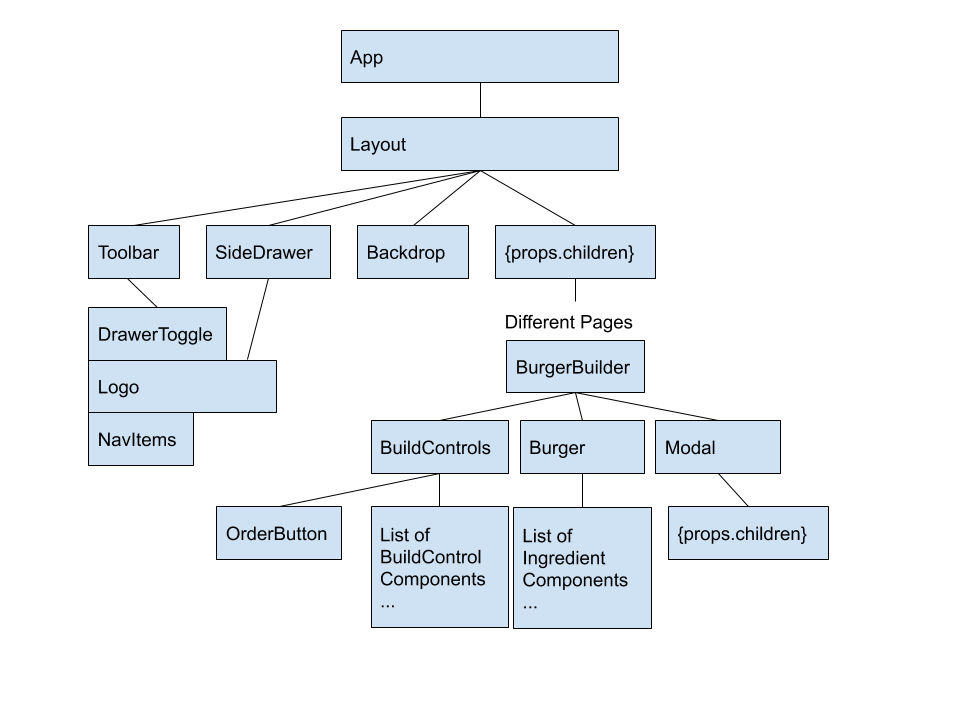 App
Layout
Toolbar
SideDrawer
Backdrop
{props.children}
DrawerToggle
Logo
NavItems
Different Pages
BurgerBuilder
BuildControls
Burger
Modal
OrderButton
List of
BuildControl
Components
...
List of
Ingredient
Components
...
{props.children}